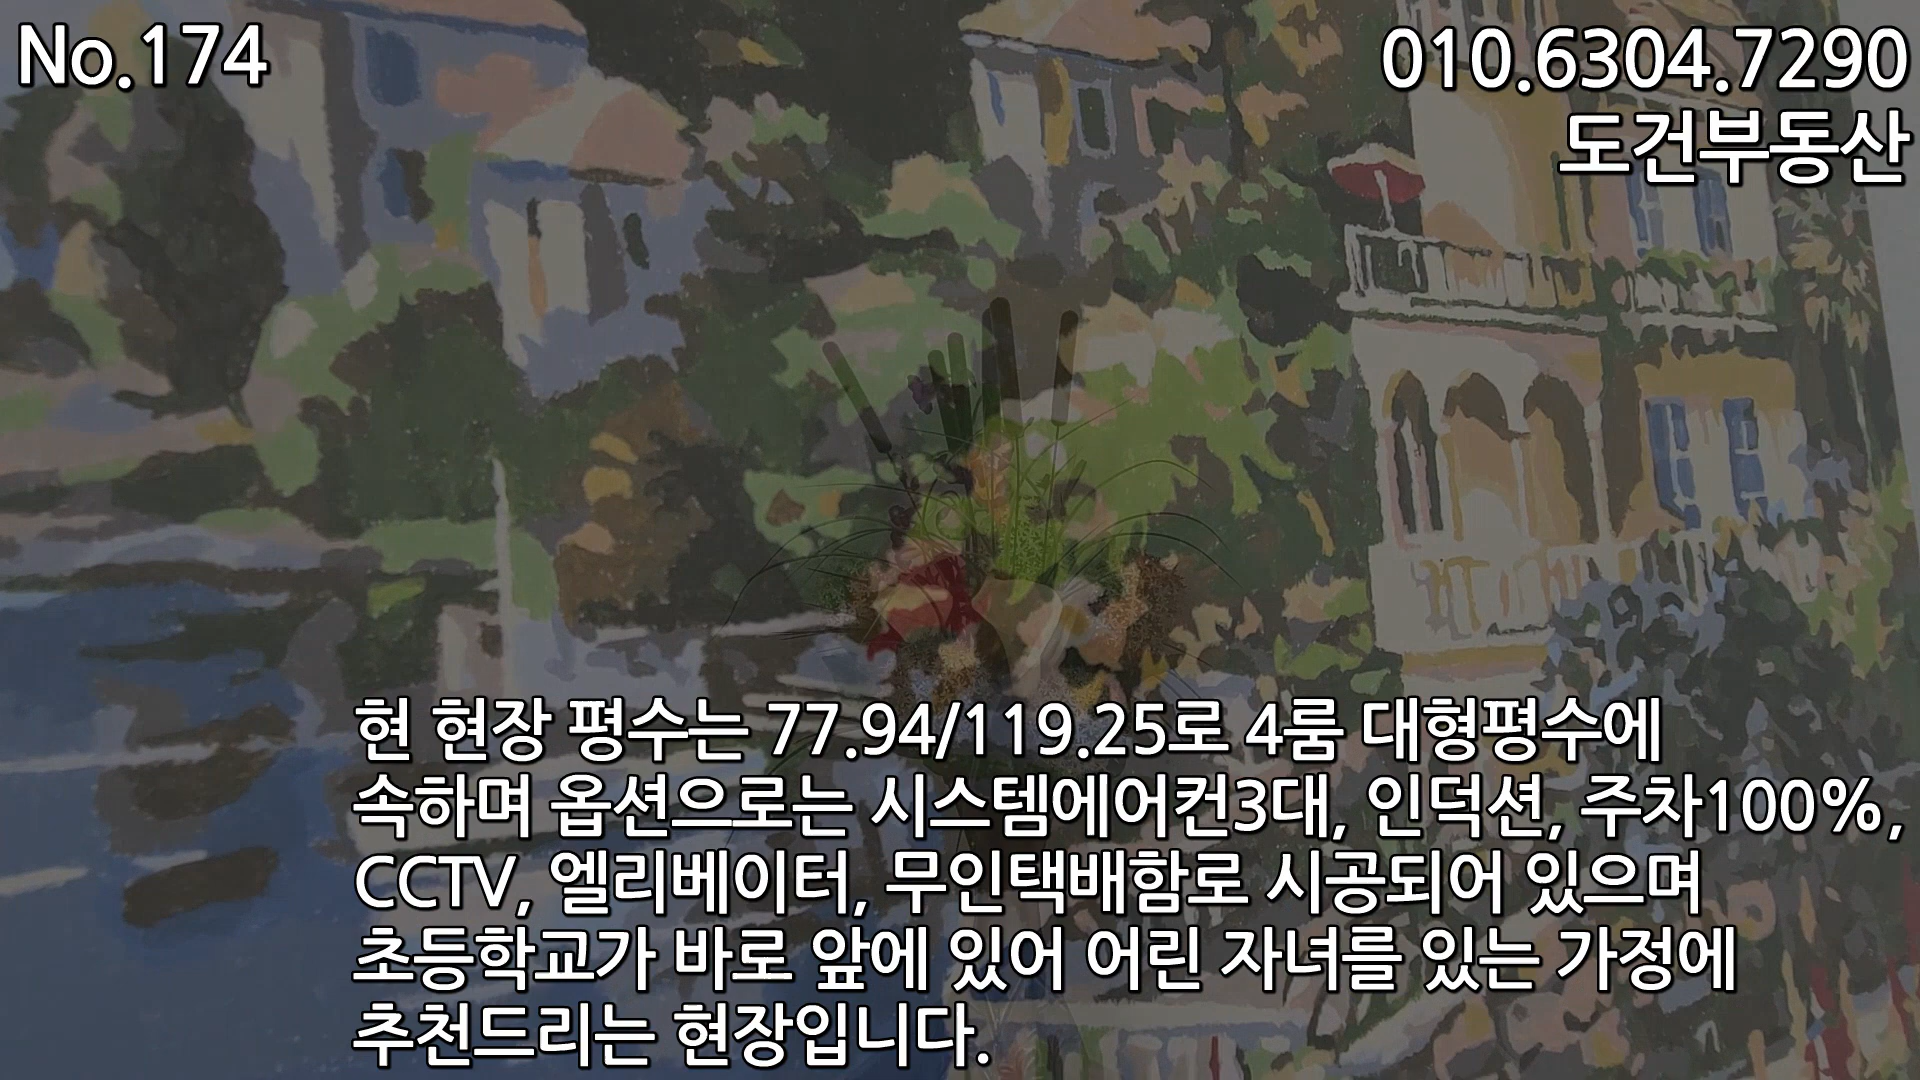 No.174
010.6304.7290
도건부동산
현 현장 평수는 77.94/119.25로 4룸 대형평수에
속하며 옵션으로는 시스템에어컨3대, 인덕션, 주차100%,
CCTV, 엘리베이터, 무인택배함로 시공되어 있으며
초등학교가 바로 앞에 있어 어린 자녀를 있는 가정에
추천드리는 현장입니다.